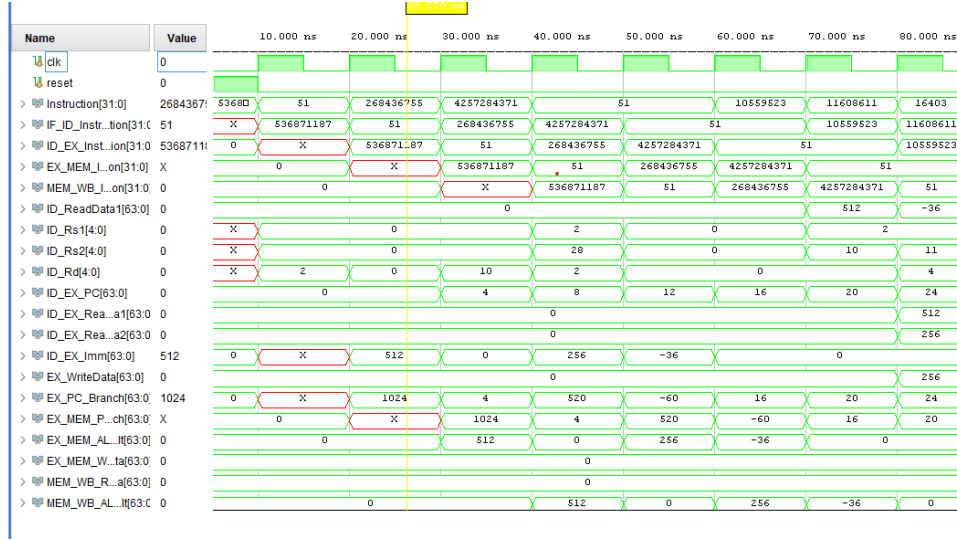 26.270 ns
Name Value 10.000 ns 20.000 ns 30.000 ns 40.000 ns 50.000 ns 60.000 ns 70.000 ns 80.000 ns
clk 0
reset 0
Instruction[31:0] 268436755 5368 51 268436755 4257284371 51 10559523 11608611 16403
IF_ID_Instr...tion[31:0 51 X 536871187 51 268436755 4257284371 51 10559523 11608611
ID_EX_Inst...ion[31:0] 53687118 0 X 536871187 51 268436755 4257284371 51 10559523
EX_MEM_I...on[31:0] X 0 X 536871187 51 268436755 4257284371 51
MEM_WB_I...on[31:0] 0 0 X 536871187 51 268436755 4257284371 51
ID_ReadData1[63:0] 0 0 512 -36
ID_Rs1[4:0] 0 X 0 2 0 2
ID_Rs2[4:0] 0 X 0 28 0 10 11
ID_Rd[4:0] 0 X 2 0 10 2 0 4
ID_EX_PC[63:0] 0 0 4 8 12 16 20 24
ID_EX_Rea...a1[63:0 0 0 512
ID_EX_Rea...a2[63:0 0 0 256
ID_EX_Imm[63:0] 512 0 X 512 0 256 -36 0
EX_WriteData[63:0] 0 0 256
EX_PC_Branch[63:0] 1024 0 X 1024 4 520 -60 16 20 24
EX_MEM_P...ch[63:0] X 0 X 1024 4 520 -60 16 20
EX_MEM_AL...lt[63:0] 0 0 512 0 256 -36 0
EX_MEM_W...ta[63:0] 0 0
MEM_WB_R...a[63:0] 0 0
MEM_WB_AL...lt[63:0 0 0 512 0 256 -36 0